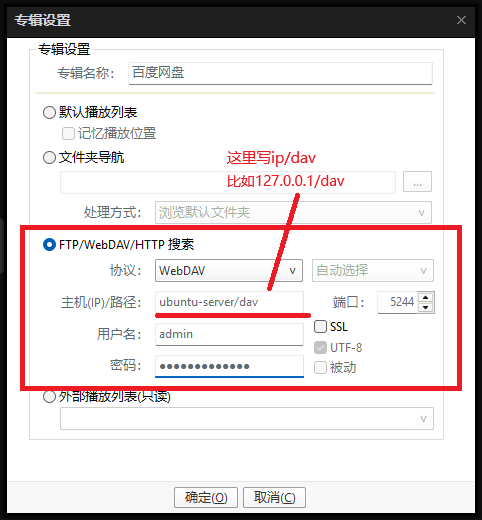 专辑设置
专辑设置
专辑名称: 百度网盘
默认播放列表
记忆播放位置
文件夹导航
这里写ip/dav
比如127.0.0.1/dav
...
处理方式: 浏览默认文件夹
FTP/WebDAV/HTTP 搜索
协议: WebDAV 自动选择
主机(IP)/路径: ubuntu-server/dav 端口: 5244
用户名: admin SSL
UTF-8
密码: ●●●●●●●●●●●●● 被动
外部播放列表(只读)
确定(O) 取消(C)